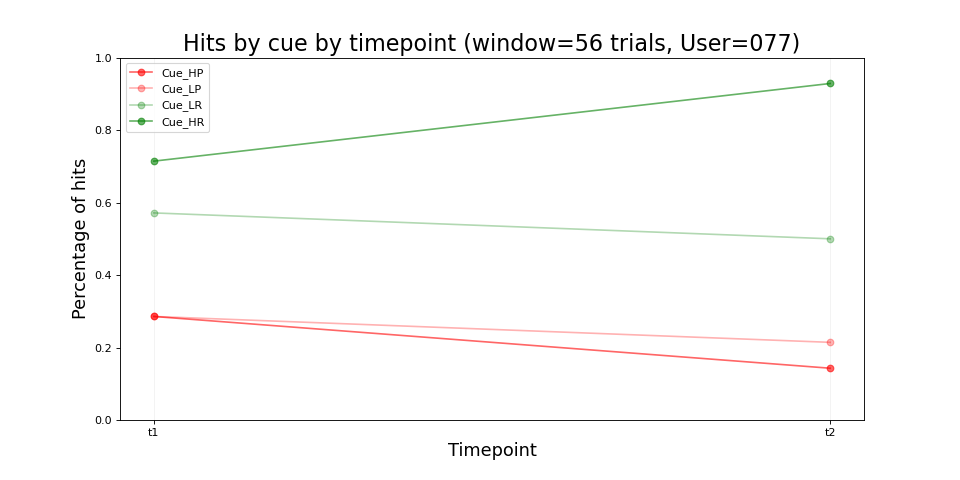 Hits by cue by timepoint (window=56 trials, User=077)
Percentage of hits
1.0
0.8
0.6
0.4
0.2
0.0
Cue_HP
Cue_LP
Cue_LR
Cue_HR
t1
t2
Timepoint